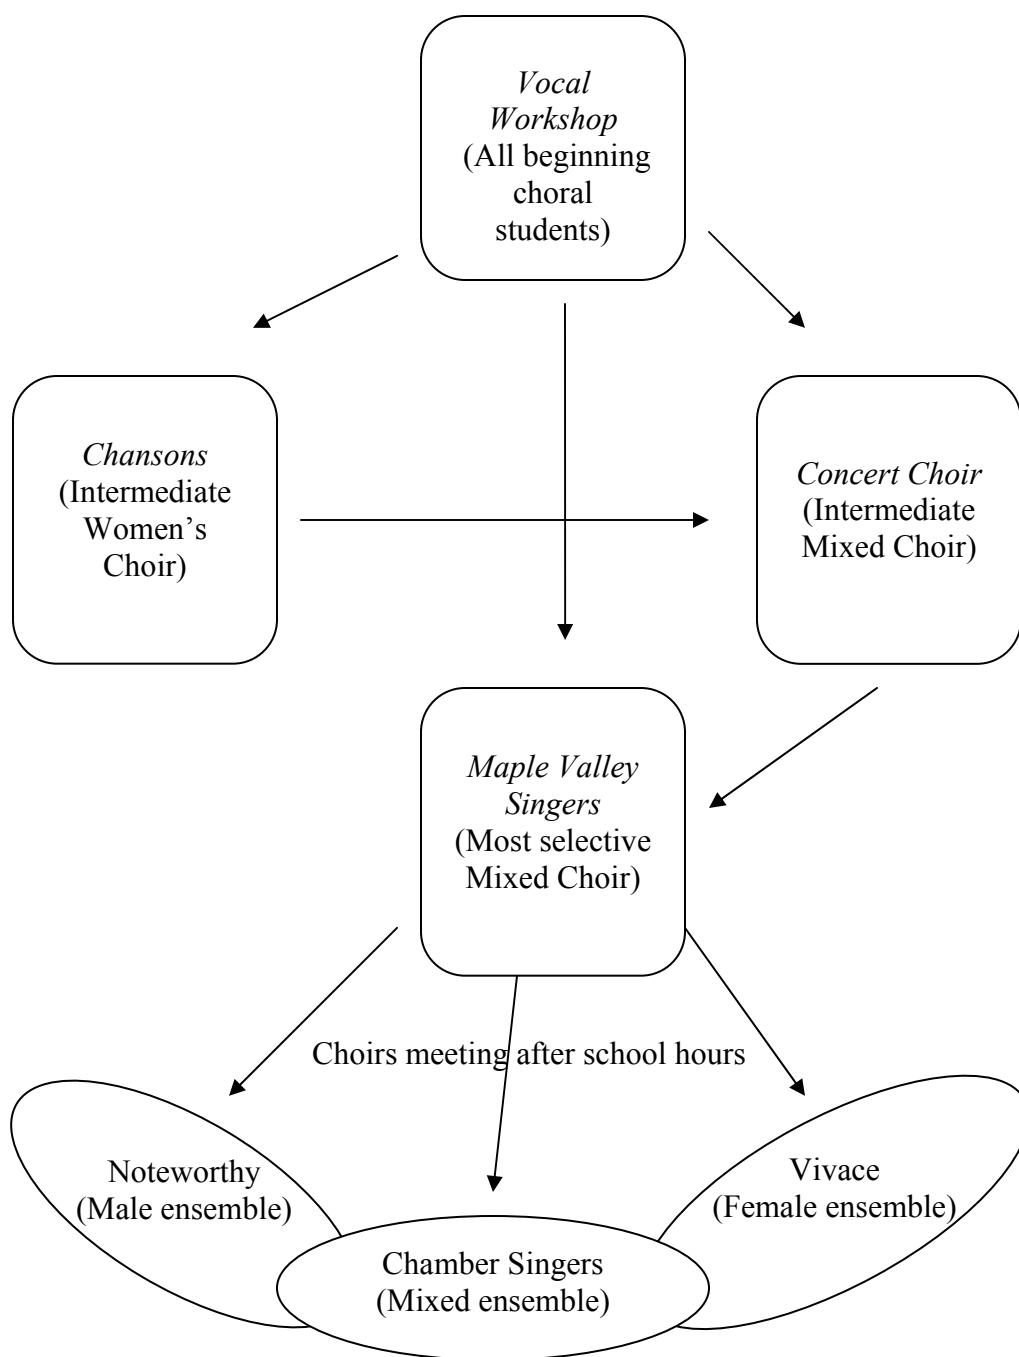 Vocal
Workshop
(All beginning
choral
students)
Chansons
(Intermediate
Women’s
Choir)
Concert Choir
(Intermediate
Mixed Choir)
Maple Valley
Singers
(Most selective
Mixed Choir)
Choirs meeting after school hours
Noteworthy
(Male ensemble)
Vivace
(Female ensemble)
Chamber Singers
(Mixed ensemble)